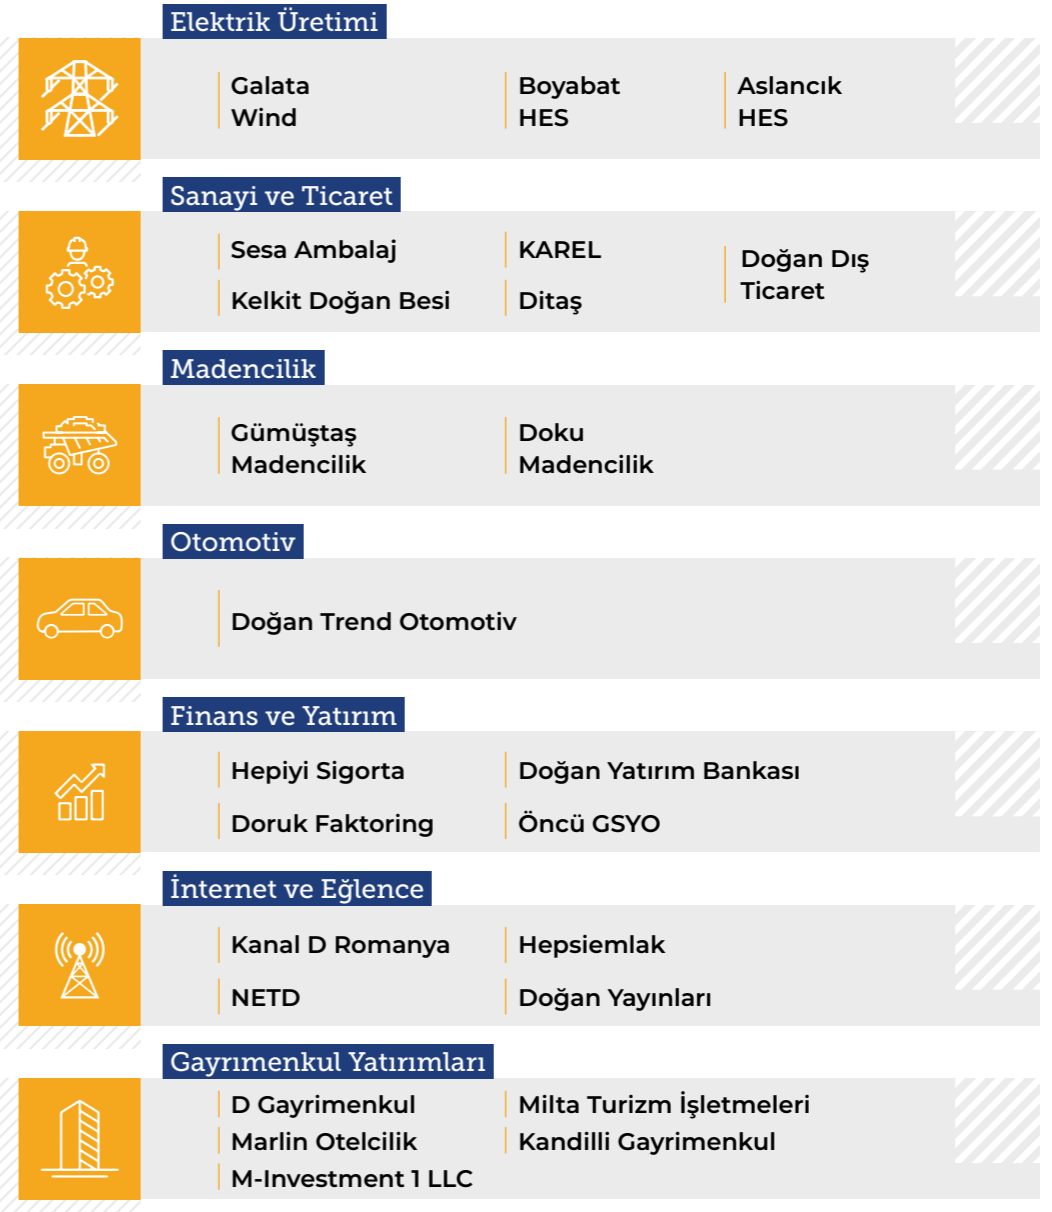 Elektrik Üretimi
Galata
Wind
Boyabat
HES
Aslancık
HES
Sanayi ve Ticaret
Sesa Ambalaj
Kelkit Doğan Besi
KAREL
Ditaş
Doğan Dış
Ticaret
Madencilik
Gümüştaş
Madencilik
Doku
Madencilik
Otomotiv
Doğan Trend Otomotiv
Finans ve Yatırım
Hepiyi Sigorta
Doruk Faktoring
Doğan Yatırım Bankası
Öncü GSYO
İnternet ve Eğlence
Kanal D Romanya
NETD
Hepsiemlak
Doğan Yayınları
Gayrımenkul Yatırımları
D Gayrimenkul
Marlin Otelcilik
M-Investment 1 LLC
Milta Turizm İşletmeleri
Kandilli Gayrimenkul